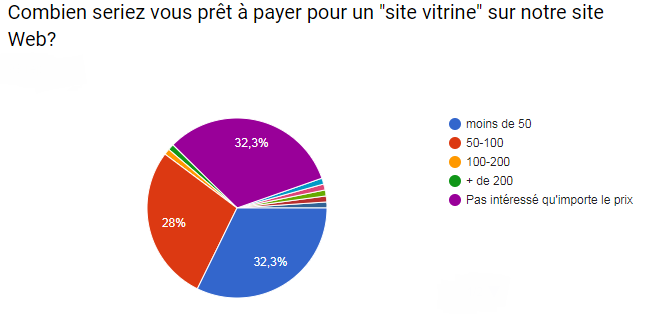 Combien seriez vous prêt à payer pour un "site vitrine" sur notre site
Web?
32,3%
28%
32,3%
moins de 50
50-100
100-200
+ de 200
Pas intéressé qu'importe le prix